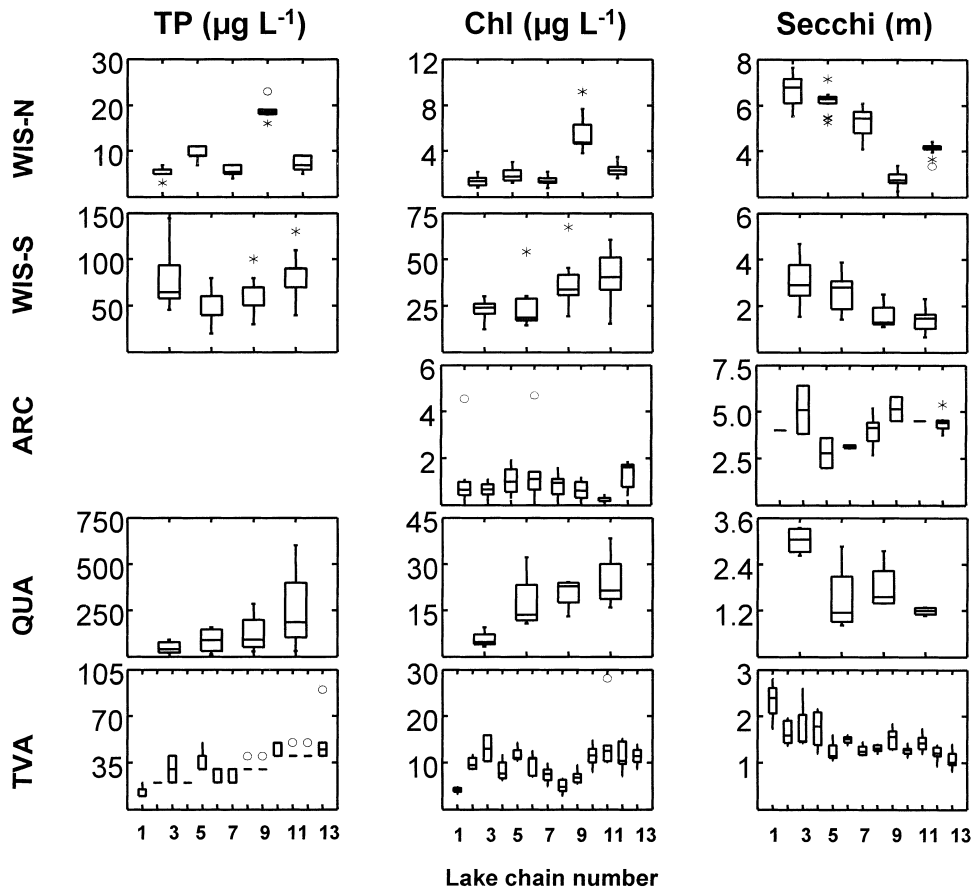 TP (µg L-1) Chl (µg L-1) Secchi (m)
WIS-N
30 20 10
12 8 4
8 6 4
WIS-S
150 100 50
75 50 25
6 4 2
ARC
6 4 2
7.5 5.0 2.5
QUA
750 500 250
45 30 15
3.6 2.4 1.2
TVA
105 70 35
30 20 10
3 2 1
1 3 5 7 9 11 13 1 3 5 7 9 11 13 1 3 5 7 9 11 13
Lake chain number